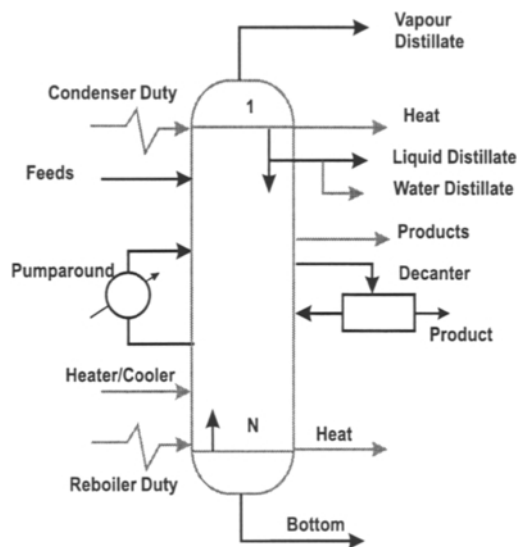 Vapour
Distillate
Condenser Duty
1
Heat
Feeds
Liquid Distillate
Water Distillate
Products
Pumparound
Decanter
Product
Heater/Cooler
N
Heat
Reboiler Duty
Bottom